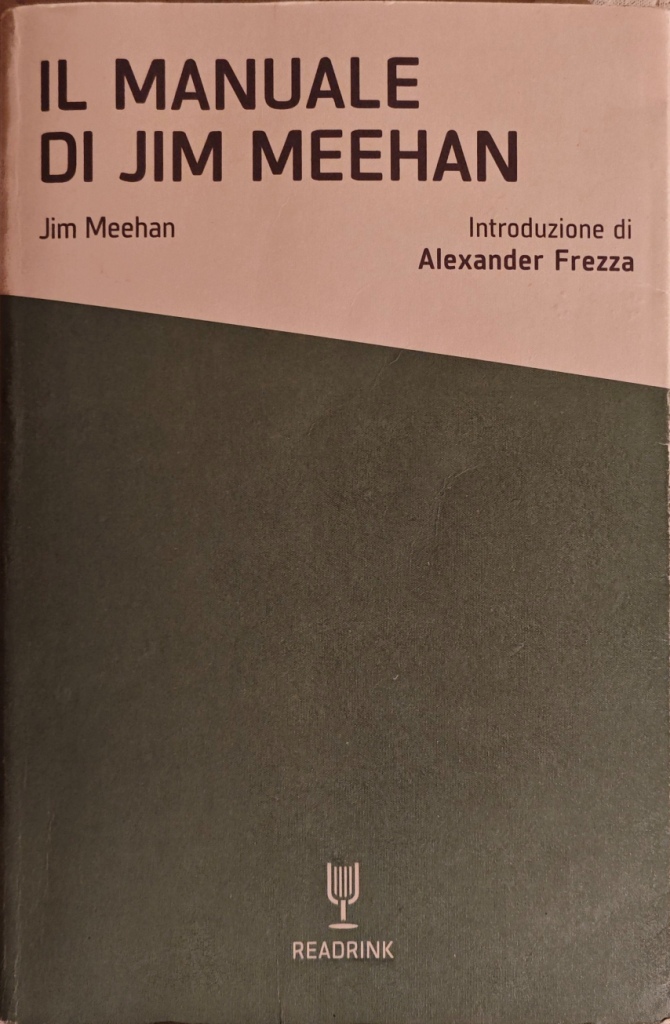 IL MANUALE
DI JIM MEEHAN
Jim Meehan
Introduzione di
Alexander Frezza
READRINK